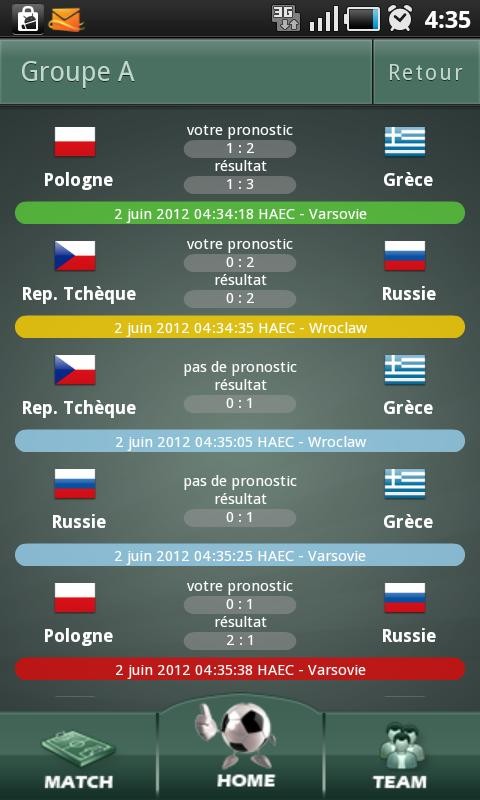 3G 4:35
Groupe A Retour
votre pronostic
1 : 2
résultat
Pologne 1 : 3 Grèce
2 juin 2012 04:34:18 HAEC - Varsovie
votre pronostic
0 : 2
résultat
Rep. Tchèque 0 : 2 Russie
2 juin 2012 04:34:35 HAEC - Wroclaw
pas de pronostic
résultat
Rep. Tchèque 0 : 1 Grèce
2 juin 2012 04:35:05 HAEC - Wroclaw
pas de pronostic
résultat
Russie 0 : 1 Grèce
2 juin 2012 04:35:25 HAEC - Varsovie
votre pronostic
0 : 1
résultat
Pologne 2 : 1 Russie
2 juin 2012 04:35:38 HAEC - Varsovie
MATCH HOME TEAM